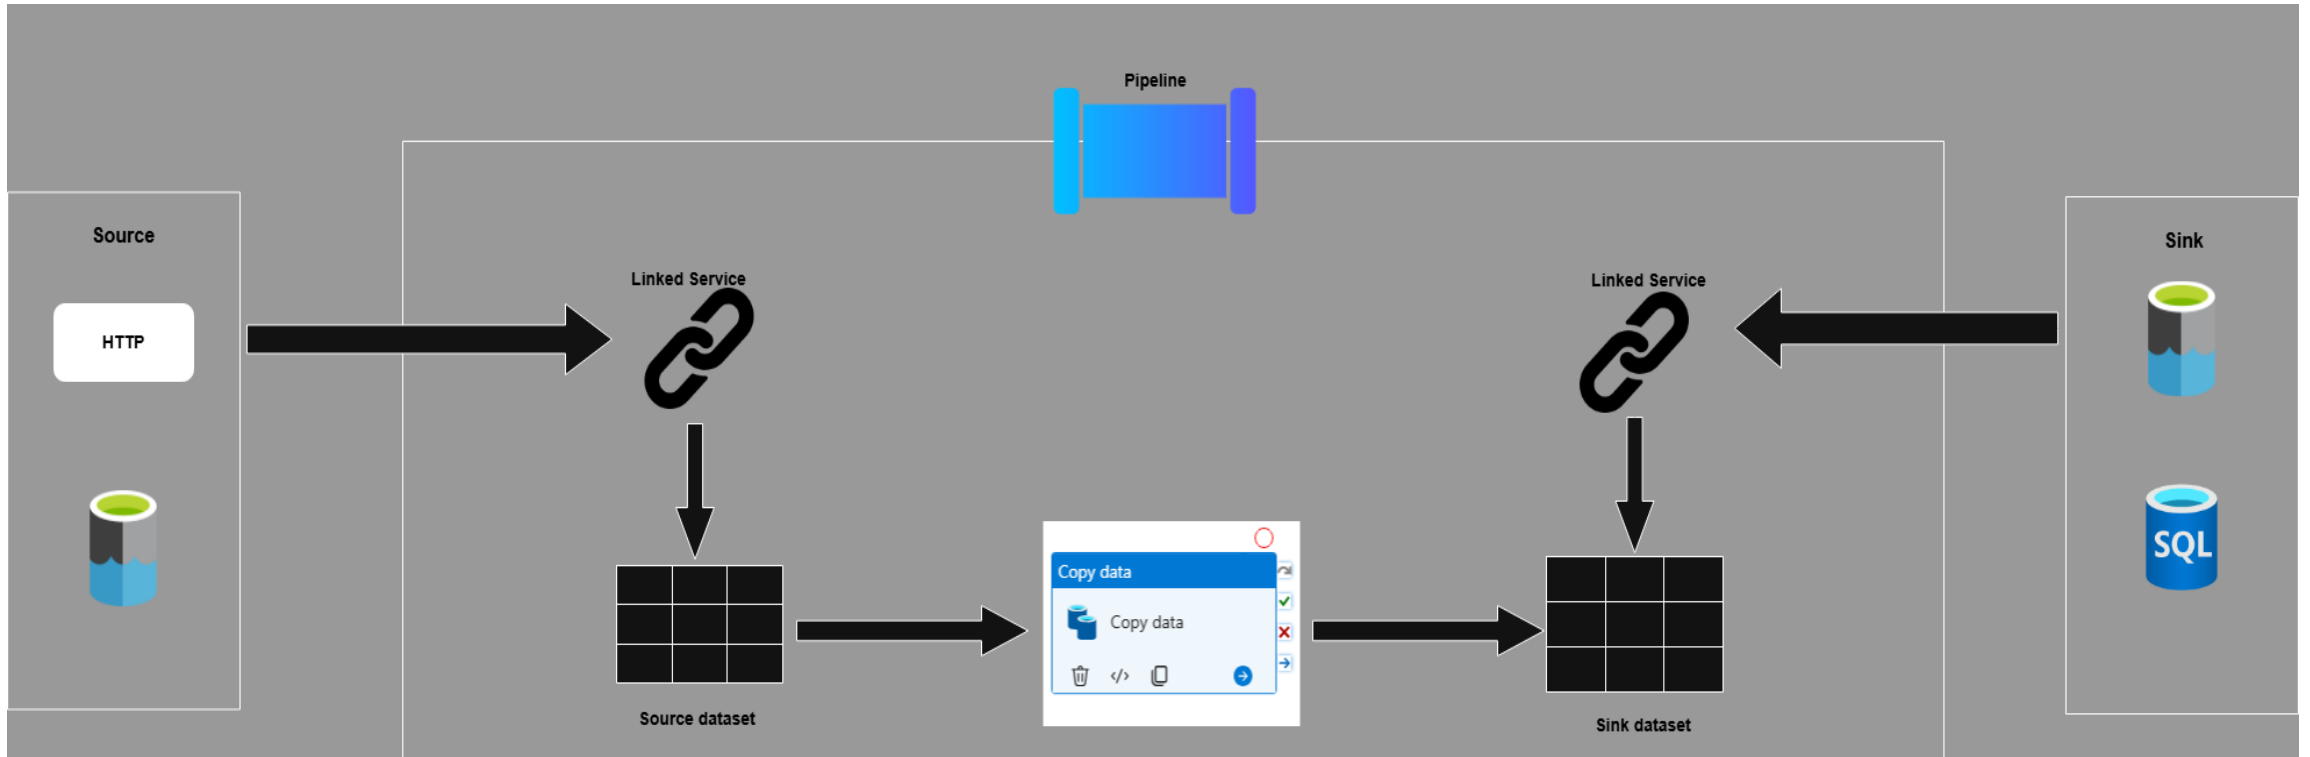 Pipeline
Source
Sink
Linked Service
Linked Service
HTTP
SQL
Copy data
Copy data
</>
Source dataset
Sink dataset